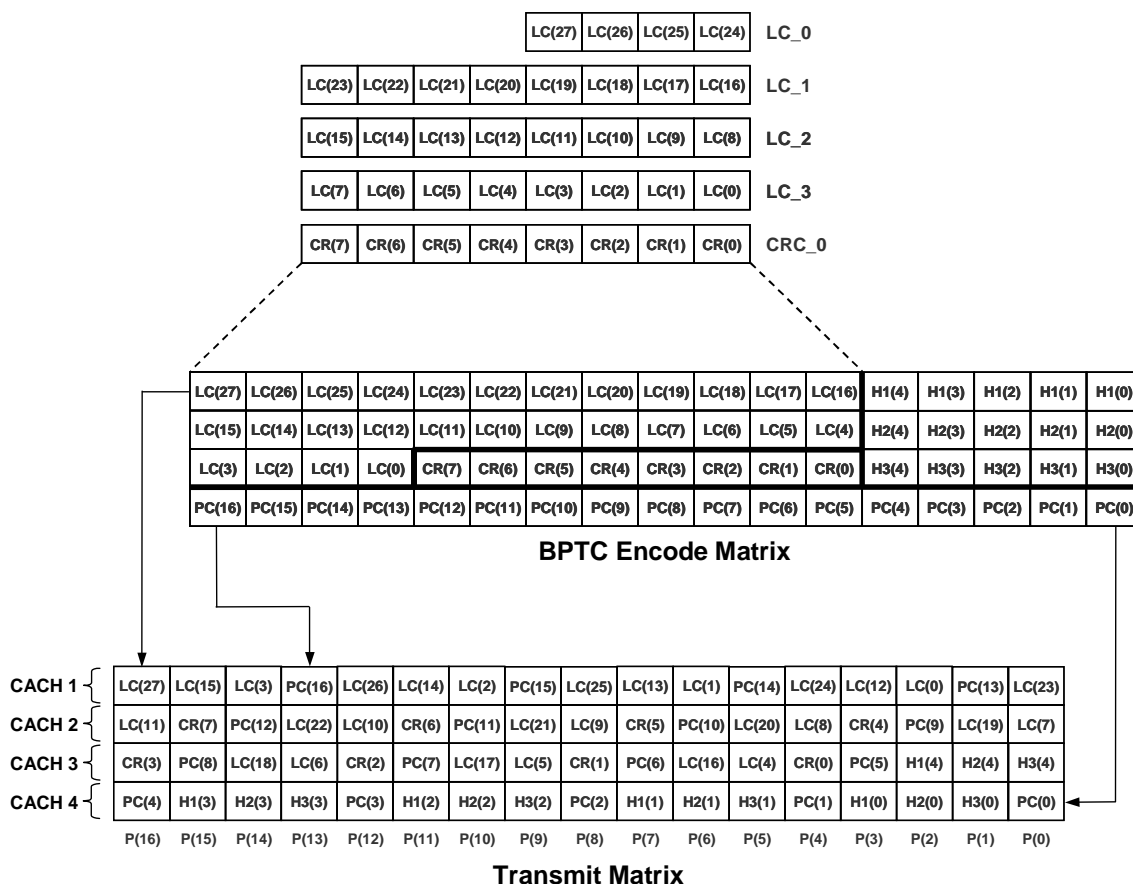 LC(27) LC(26) LC(25) LC(24) LC_0
LC(23) LC(22) LC(21) LC(20) LC(19) LC(18) LC(17) LC(16) LC_1
LC(15) LC(14) LC(13) LC(12) LC(11) LC(10) LC(9) LC(8) LC_2
LC(7) LC(6) LC(5) LC(4) LC(3) LC(2) LC(1) LC(0) LC_3
CR(7) CR(6) CR(5) CR(4) CR(3) CR(2) CR(1) CR(0) CRC_0
LC(27) LC(26) LC(25) LC(24) LC(23) LC(22) LC(21) LC(20) LC(19) LC(18) LC(17) LC(16) H1(4) H1(3) H1(2) H1(1) H1(0)
LC(15) LC(14) LC(13) LC(12) LC(11) LC(10) LC(9) LC(8) LC(7) LC(6) LC(5) LC(4) H2(4) H2(3) H2(2) H2(1) H2(0)
LC(3) LC(2) LC(1) LC(0) CR(7) CR(6) CR(5) CR(4) CR(3) CR(2) CR(1) CR(0) H3(4) H3(3) H3(2) H3(1) H3(0)
PC(16) PC(15) PC(14) PC(13) PC(12) PC(11) PC(10) PC(9) PC(8) PC(7) PC(6) PC(5) PC(4) PC(3) PC(2) PC(1) PC(0)
BPTC Encode Matrix
CACH 1 LC(27) LC(15) LC(3) PC(16) LC(26) LC(14) LC(2) PC(15) LC(25) LC(13) LC(1) PC(14) LC(24) LC(12) LC(0) PC(13) LC(23)
CACH 2 LC(11) CR(7) PC(12) LC(22) LC(10) CR(6) PC(11) LC(21) LC(9) CR(5) PC(10) LC(20) LC(8) CR(4) PC(9) LC(19) LC(7)
CACH 3 CR(3) PC(8) LC(18) LC(6) CR(2) PC(7) LC(17) LC(5) CR(1) PC(6) LC(16) LC(4) CR(0) PC(5) H1(4) H2(4) H3(4)
CACH 4 PC(4) H1(3) H2(3) H3(3) PC(3) H1(2) H2(2) H3(2) PC(2) H1(1) H2(1) H3(1) PC(1) H1(0) H2(0) H3(0) PC(0)
P(16) P(15) P(14) P(13) P(12) P(11) P(10) P(9) P(8) P(7) P(6) P(5) P(4) P(3) P(2) P(1) P(0)
Transmit Matrix